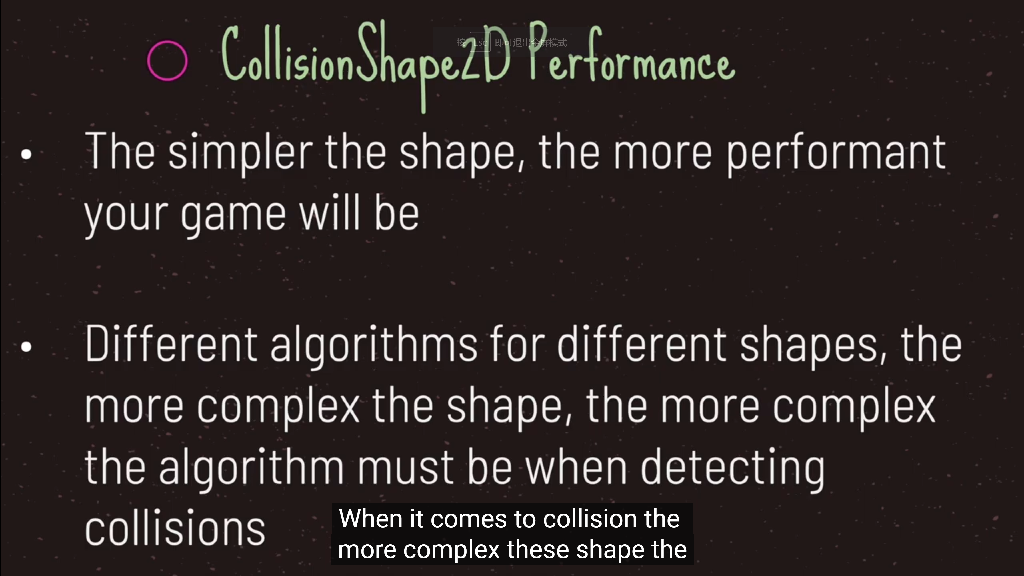 CollisionShape2D Performance
• The simpler the shape, the more performant
your game will be
• Different algorithms for different shapes, the
more complex the shape, the more complex
the algorithm must be when detecting
collisions
When it comes to collision the
more complex these shape the